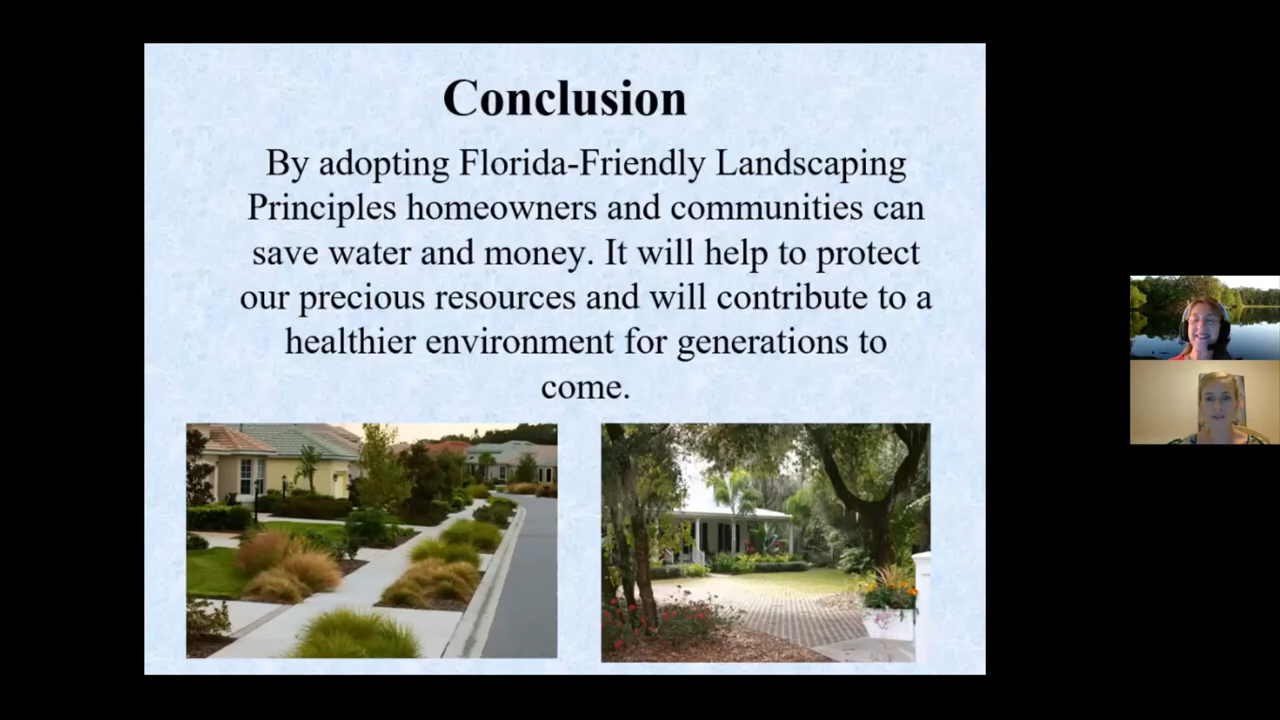 Conclusion
By adopting Florida-Friendly Landscaping
Principles homeowners and communities can
save water and money. It will help to protect
our precious resources and will contribute to a
healthier environment for generations to
come.